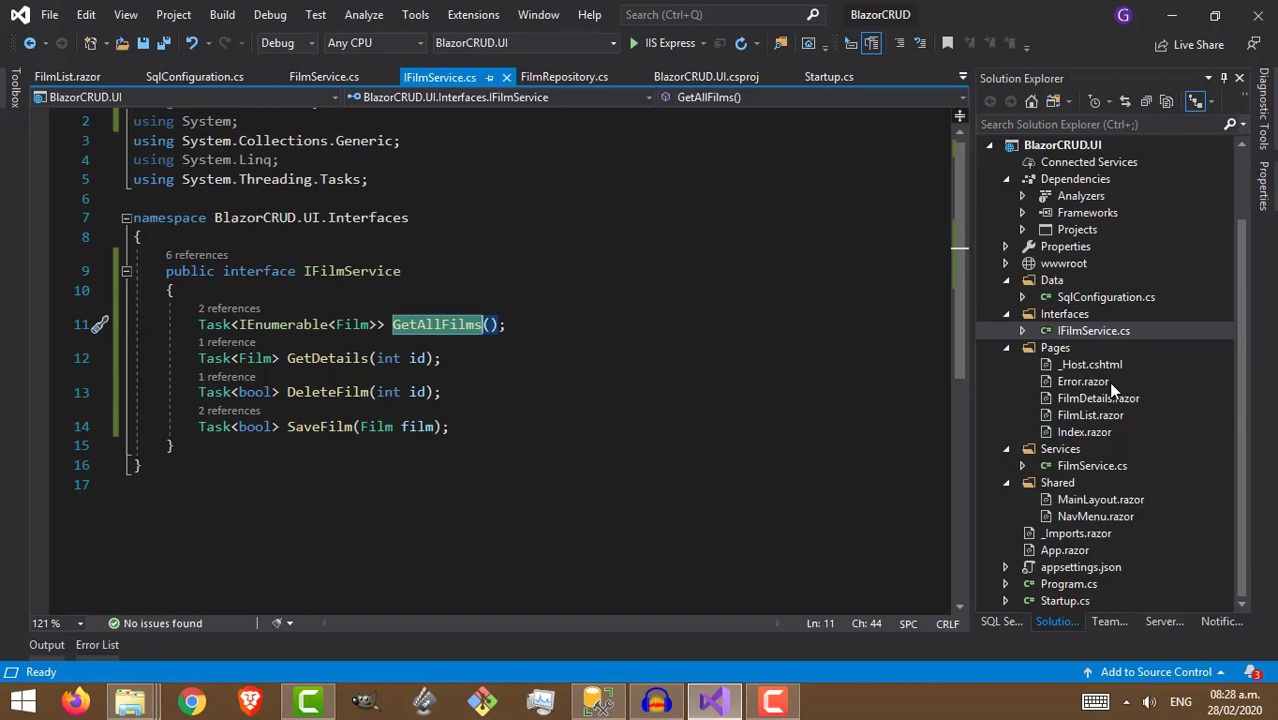 File Edit View Project Build Debug Test Analyze Tools Extensions Window Help Search (Ctrl+Q) BlazorCRUD G
Debug Any CPU BlazorCRUD.UI IIS Express Live Share
Toolbox
FilmList.razor SqlConfiguration.cs FilmService.cs IFilmService.cs FilmRepository.cs BlazorCRUD.UI.csproj Startup.cs
BlazorCRUD.UI BlazorCRUD.UI.Interfaces.IFilmService GetAllFilms()
2 using System;
3 using System.Collections.Generic;
4 using System.Linq;
5 using System.Threading.Tasks;
6
7 namespace BlazorCRUD.UI.Interfaces
8 {
6 references
9 public interface IFilmService
10 {
2 references
11 Task<IEnumerable<Film>> GetAllFilms();
1 reference
12 Task<Film> GetDetails(int id);
1 reference
13 Task<bool> DeleteFilm(int id);
2 references
14 Task<bool> SaveFilm(Film film);
15 }
16 }
17
121 % No issues found Ln: 11 Ch: 44 SPC CRLF
Output Error List
Solution Explorer
Search Solution Explorer (Ctrl+;)
BlazorCRUD.UI
Connected Services
Dependencies
Analyzers
Frameworks
Projects
Properties
wwwroot
Data
SqlConfiguration.cs
Interfaces
IFilmService.cs
Pages
_Host.cshtml
Error.razor
FilmDetails.razor
FilmList.razor
Index.razor
Services
FilmService.cs
Shared
MainLayout.razor
NavMenu.razor
_Imports.razor
App.razor
appsettings.json
Program.cs
Startup.cs
SQL Se... Solutio... Team... Server... Notific...
Diagnostic Tools
Properties
Ready Add to Source Control 3
ENG 08:28 a.m.
28/02/2020